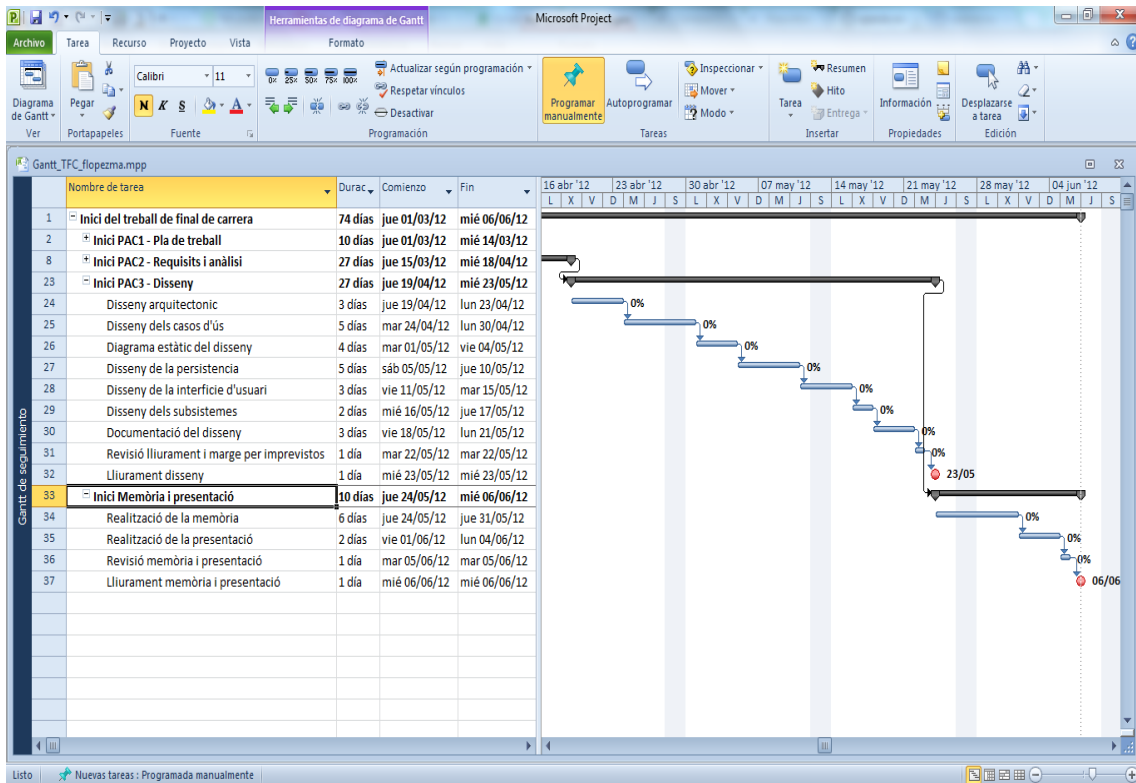 Herramientas de diagrama de Gantt
Microsoft Project
Archivo Tarea Recurso Proyecto Vista Formato
Diagrama de Gantt
Ver
Pegar
Portapapeles
Calibri 11
N K S A
Fuente
0% 25% 50% 75% 100%
Actualizar según programación
Respetar vínculos
Desactivar
Programación
Programar manualmente
Autoprogramar
Inspeccionar
Mover
Modo
Tareas
Tarea
Resumen
Hito
Entrega
Insertar
Información
Propiedades
Desplazarse a tarea
Edición
Gantt_TFC_flopezma.mpp
Nombre de tarea Durac Comienzo Fin
16 abr '12 23 abr '12 30 abr '12 07 may '12 14 may '12 21 may '12 28 may '12 04 jun '12
L X V D M J S L X V D M J S L X V D M J S L X V D M J S
1 Inici del treball de final de carrera 74 días jue 01/03/12 mié 06/06/12
2 Inici PAC1 - Pla de treball 10 días jue 01/03/12 mié 14/03/12
8 Inici PAC2 - Requisits i anàlisi 27 días jue 15/03/12 mié 18/04/12
23 Inici PAC3 - Disseny 27 días jue 19/04/12 mié 23/05/12
24 Disseny arquitectonic 3 días jue 19/04/12 lun 23/04/12 0%
25 Disseny dels casos d'ús 5 días mar 24/04/12 lun 30/04/12 0%
26 Diagrama estàtic del disseny 4 días mar 01/05/12 vie 04/05/12 0%
27 Disseny de la persistencia 5 días sáb 05/05/12 jue 10/05/12 0%
28 Disseny de la interficie d'usuari 3 días vie 11/05/12 mar 15/05/12 0%
29 Disseny dels subsistemes 2 días mié 16/05/12 jue 17/05/12 0%
30 Documentació del disseny 3 días vie 18/05/12 lun 21/05/12 0%
31 Revisió lliurament i marge per imprevistos 1 día mar 22/05/12 mar 22/05/12 0%
32 Lliurament disseny 1 día mié 23/05/12 mié 23/05/12 23/05
33 Inici Memòria i presentació 10 días jue 24/05/12 mié 06/06/12
34 Realització de la memòria 6 días jue 24/05/12 jue 31/05/12 0%
35 Realització de la presentació 2 días vie 01/06/12 lun 04/06/12 0%
36 Revisió memòria i presentació 1 día mar 05/06/12 mar 05/06/12 0%
37 Lliurament memòria i presentació 1 día mié 06/06/12 mié 06/06/12 06/06
Gantt de seguimiento
Listo Nuevas tareas : Programada manualmente